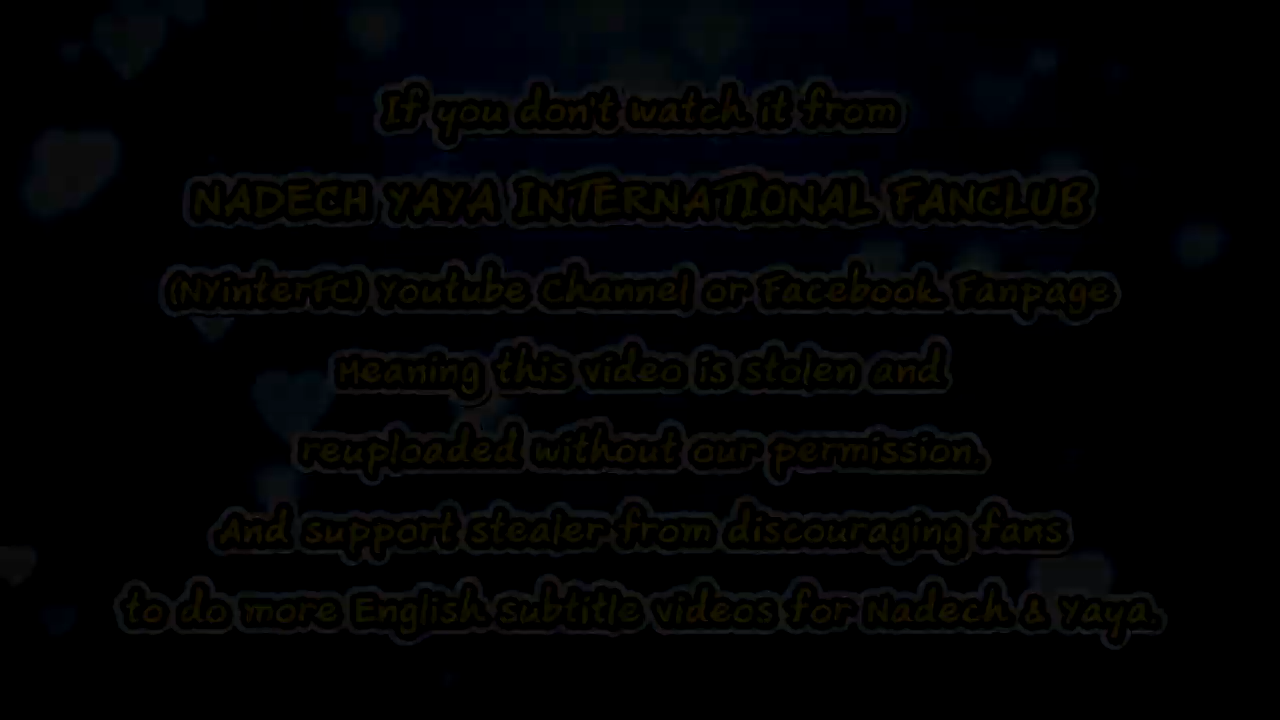 If you don't watch it from
NADECH YAYA INTERNATIONAL FANCLUB
(NYinterFC) Youtube Channel or Facebook Fanpage
Meaning this video is stolen and
reuploaded without our permission.
And support stealer from discouraging fans
to do more English subtitle videos for Nadech & Yaya.